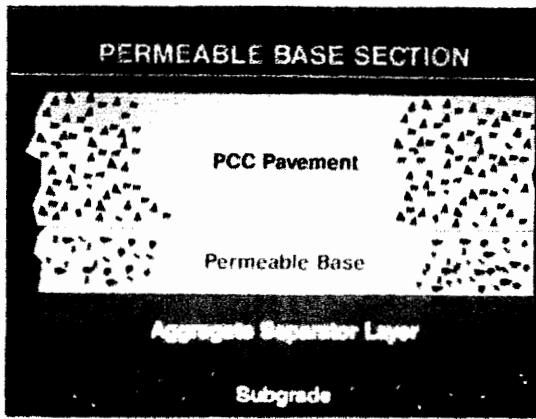 PERMEABLE BASE SECTION
PCC Pavement
Permeable Base
Aggregate Separator Layer
Subgrade